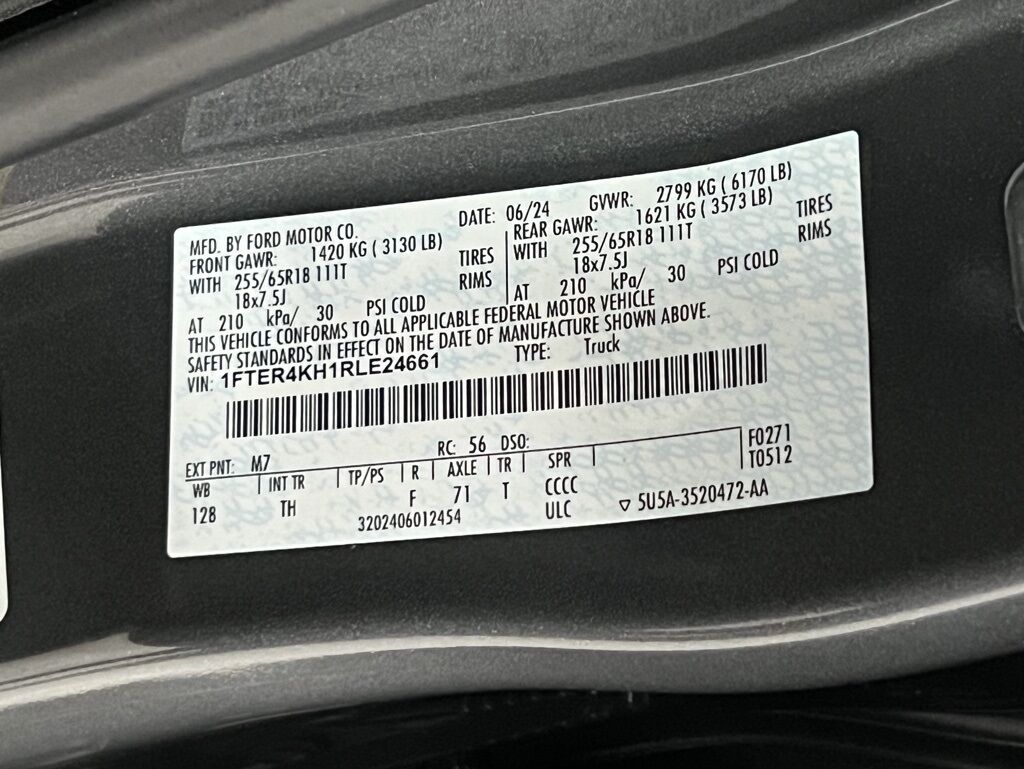 MFD. BY FORD MOTOR CO. DATE: 06/24 GVWR: 2799 KG ( 6170 LB)
FRONT GAWR: 1420 KG ( 3130 LB) REAR GAWR: 1621 KG ( 3573 LB)
WITH 255/65R18 111T TIRES WITH 255/65R18 111T TIRES
18x7.5J RIMS 18x7.5J RIMS
AT 210 kPa/ 30 PSI COLD AT 210 kPa/ 30 PSI COLD
THIS VEHICLE CONFORMS TO ALL APPLICABLE FEDERAL MOTOR VEHICLE
SAFETY STANDARDS IN EFFECT ON THE DATE OF MANUFACTURE SHOWN ABOVE.
VIN: 1FTER4KH1RLE24661 TYPE: Truck
EXT PNT: M7 RC: 56 DSO: F0271
WB INT TR TP/PS R AXLE TR SPR T0512
128 TH F 71 T CCCC
3202406012454 ULC ▽ 5U5A-3520472-AA